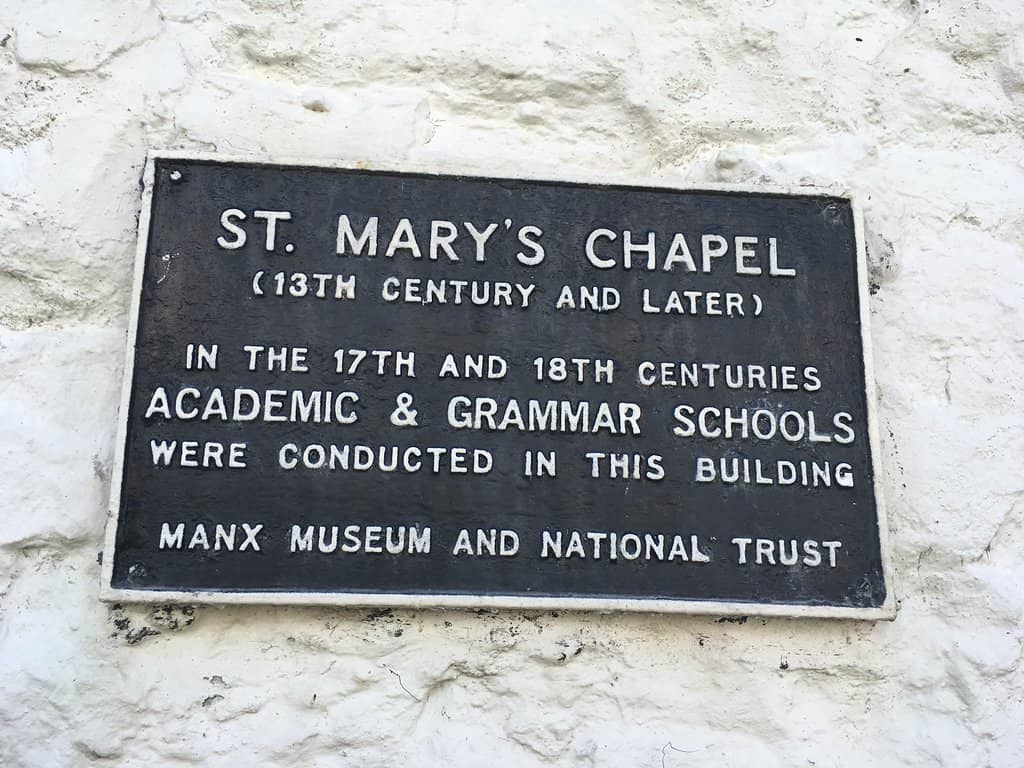 ST. MARY'S CHAPEL
(13TH CENTURY AND LATER)
IN THE 17TH AND 18TH CENTURIES
ACADEMIC & GRAMMAR SCHOOLS
WERE CONDUCTED IN THIS BUILDING
MANX MUSEUM AND NATIONAL TRUST